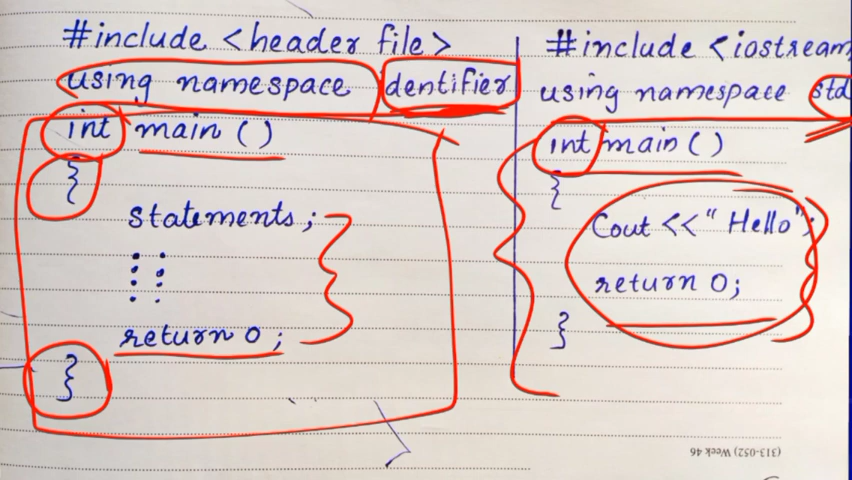 #include <header file>
using namespace identifier
int main ()
{
statements;
return 0;
}
#include <iostream
using namespace std
int main ()
{
Cout <<"Hello";
return 0;
}
(313-052) Week 46